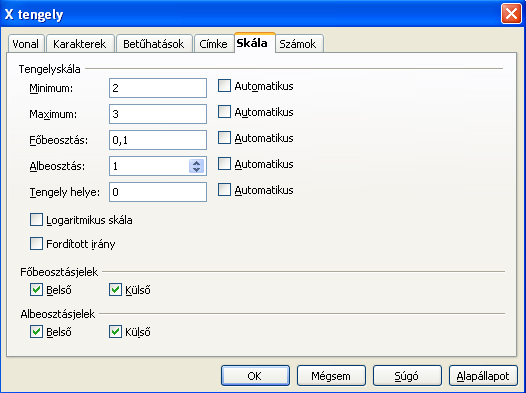 X tengely
Vonal Karakterek Betűhatások Címke Skála Számok
Tengelyskála
Minimum: 2 Automatikus
Maximum: 3 Automatikus
Főbeosztás: 0,1 Automatikus
Albeosztás: 1 Automatikus
Tengely helye: 0 Automatikus
Logaritmikus skála
Fordított irány
Főbeosztásjelek
Belső Külső
Albeosztásjelek
Belső Külső
OK Mégsem Súgó Alapállapot